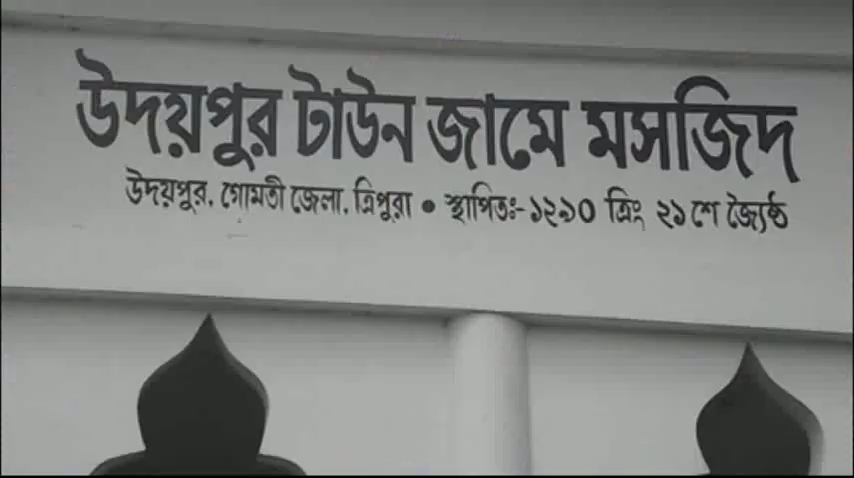 উদয়পুর টাউন জামে মসজিদ
উদয়পুর, গোমতী জেলা, ত্রিপুরা ● স্থাপিতঃ-১২৯০ ত্রিং ২১ শে জ্যৈষ্ঠ